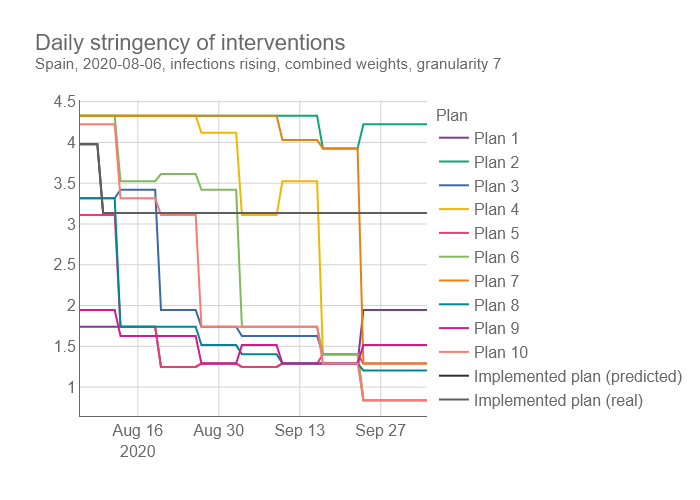 Daily stringency of interventions
Spain, 2020-08-06, infections rising, combined weights, granularity 7
4.5
4
3.5
3
2.5
2
1.5
1
Aug 16
2020
Aug 30
Sep 13
Sep 27
Plan
Plan 1
Plan 2
Plan 3
Plan 4
Plan 5
Plan 6
Plan 7
Plan 8
Plan 9
Plan 10
Implemented plan (predicted)
Implemented plan (real)